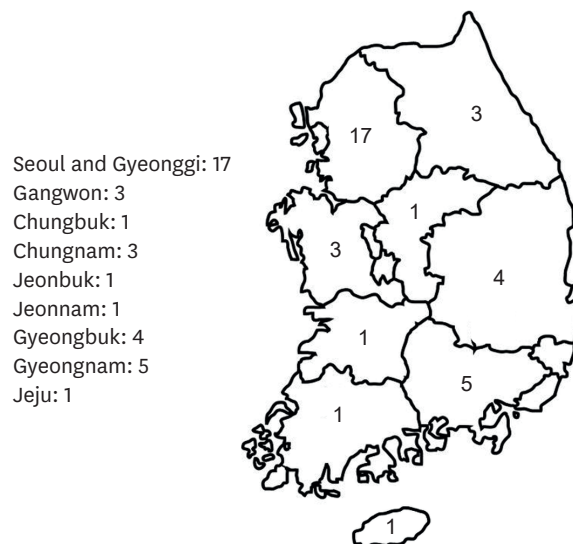 Seoul and Gyeonggi: 17
Gangwon: 3
Chungbuk: 1
Chungnam: 3
Jeonbuk: 1
Jeonnam: 1
Gyeongbuk: 4
Gyeongnam: 5
Jeju: 1
3
17
1
3
4
1
5
1
1